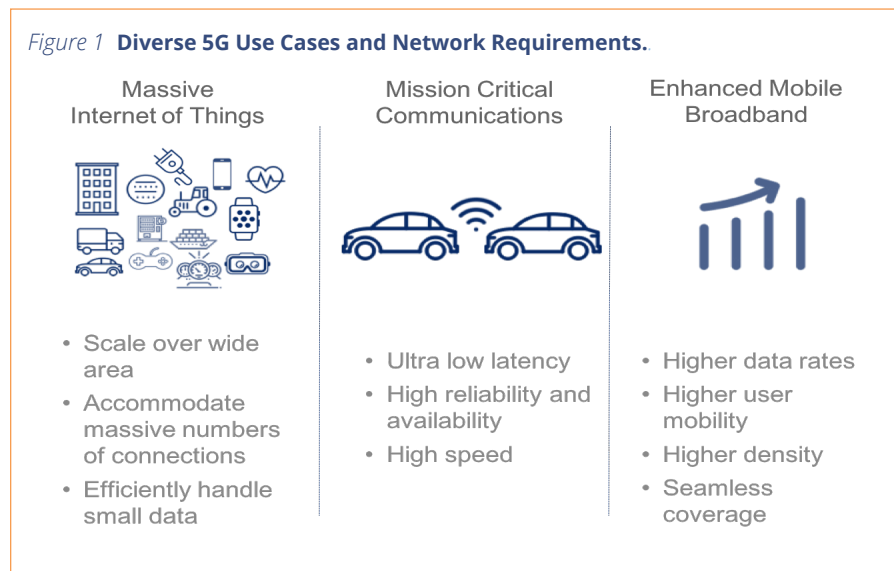 Figure 1 Diverse 5G Use Cases and Network Requirements.
Massive
Internet of Things
• Scale over wide
area
• Accommodate
massive numbers
of connections
• Efficiently handle
small data
Mission Critical
Communications
• Ultra low latency
• High reliability and
availability
• High speed
Enhanced Mobile
Broadband
• Higher data rates
• Higher user
mobility
• Higher density
• Seamless
coverage